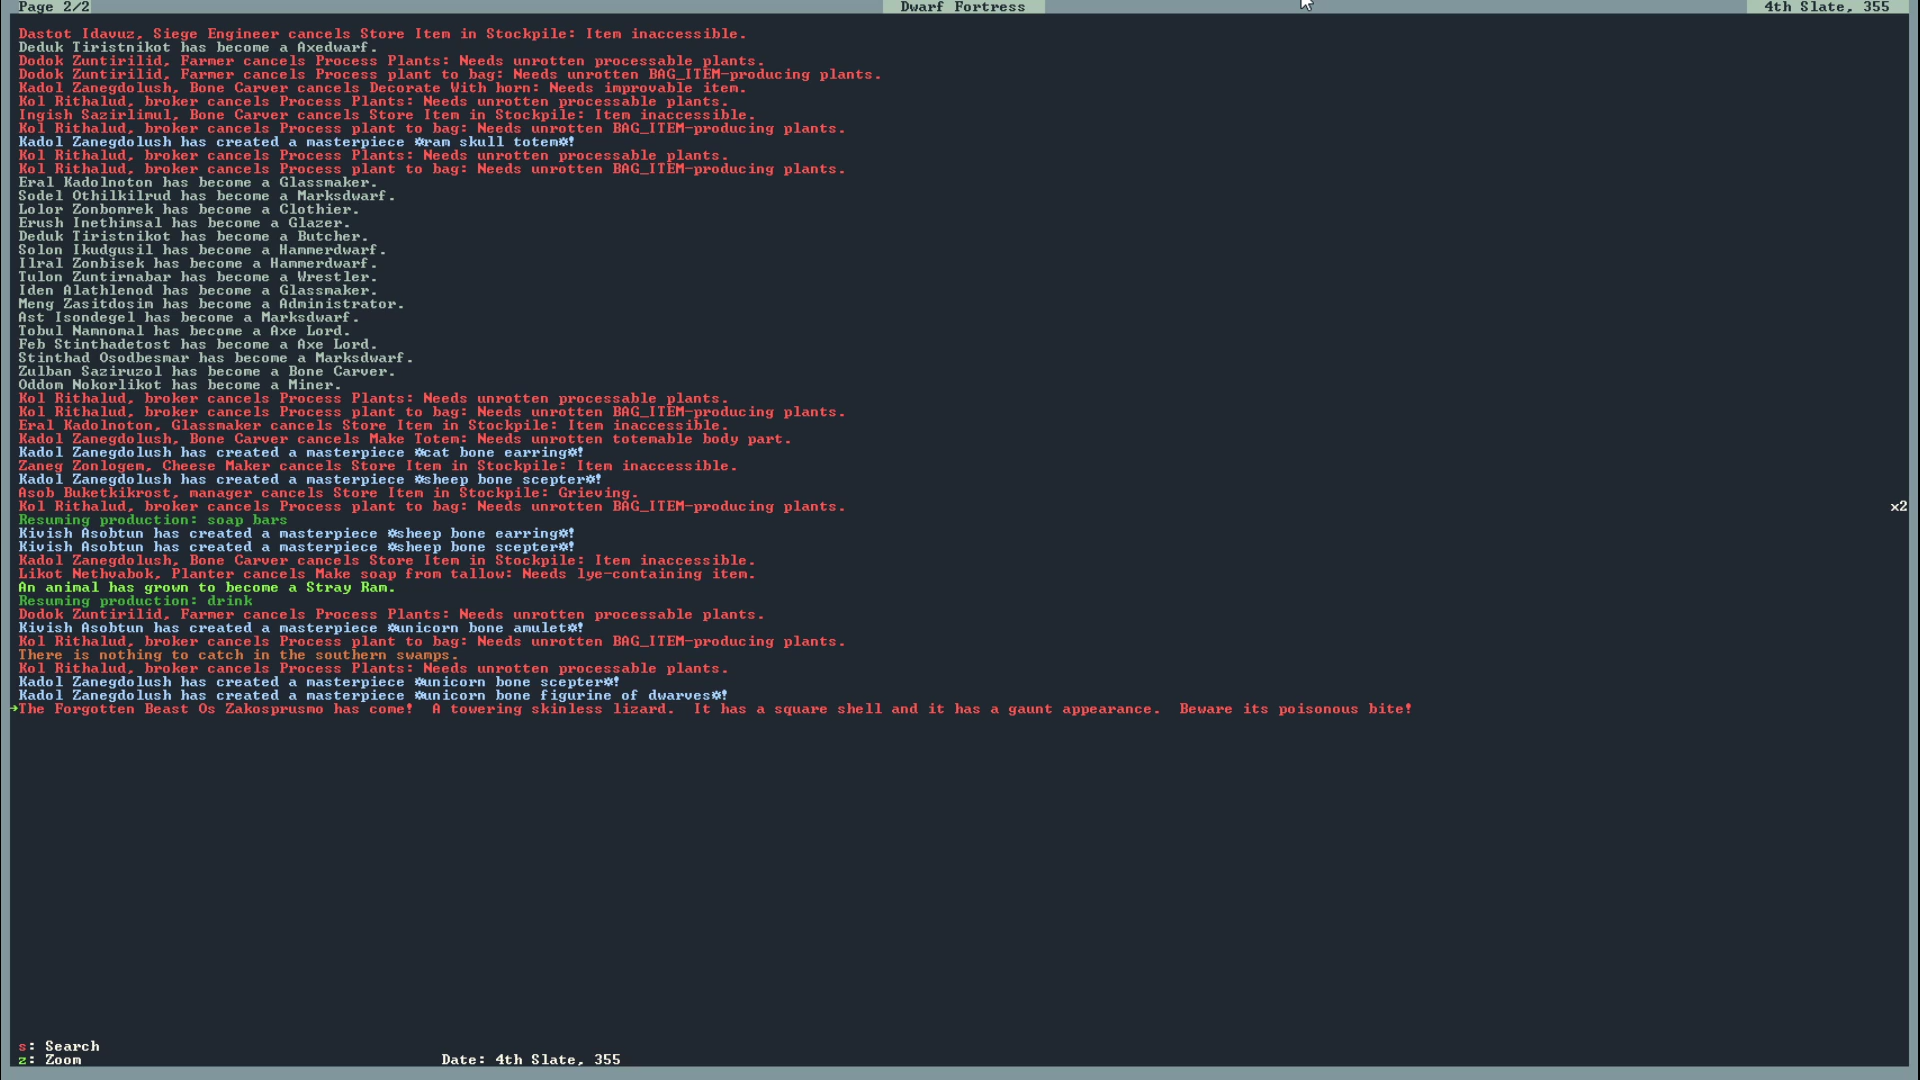 Page 2/2 Dwarf Fortress 4th Slate, 355
Dastot Idavuz, Siege Engineer cancels Store Item in Stockpile: Item inaccessible.
Deduk Tiristnikot has become a Axedwarf.
Dodok Zuntirilid, Farmer cancels Process Plants: Needs unrotten processable plants.
Dodok Zuntirilid, Farmer cancels Process plant to bag: Needs unrotten BAG_ITEM-producing plants.
Kadol Zanegdolush, Bone Carver cancels Decorate With horn: Needs improvable item.
Kol Rithalud, broker cancels Process Plants: Needs unrotten processable plants.
Ingish Sazirlimul, Bone Carver cancels Store Item in Stockpile: Item inaccessible.
Kol Rithalud, broker cancels Process plant to bag: Needs unrotten BAG_ITEM-producing plants.
Kadol Zanegdolush has created a masterpiece ☼ram skull totem☼!
Kol Rithalud, broker cancels Process Plants: Needs unrotten processable plants.
Kol Rithalud, broker cancels Process plant to bag: Needs unrotten BAG_ITEM-producing plants.
Eral Kadolnoton has become a Glassmaker.
Sodel Othilkilrud has become a Marksdwarf.
Lolor Zonbomrek has become a Clothier.
Erush Inethimsal has become a Glazer.
Deduk Tiristnikot has become a Butcher.
Solon Ikudgusil has become a Hammerdwarf.
Ilral Zonbisek has become a Hammerdwarf.
Tulon Zuntirnabar has become a Wrestler.
Iden Alathlenod has become a Glassmaker.
Meng Zasitdosim has become a Administrator.
Ast Isondegel has become a Marksdwarf.
Tobul Namnomal has become a Axe Lord.
Feb Stinthadetost has become a Axe Lord.
Stinthad Osodbesmar has become a Marksdwarf.
Zulban Saziruzol has become a Bone Carver.
Oddom Nokorlikot has become a Miner.
Kol Rithalud, broker cancels Process Plants: Needs unrotten processable plants.
Kol Rithalud, broker cancels Process plant to bag: Needs unrotten BAG_ITEM-producing plants.
Eral Kadolnoton, Glassmaker cancels Store Item in Stockpile: Item inaccessible.
Kadol Zanegdolush, Bone Carver cancels Make Totem: Needs unrotten totemable body part.
Kadol Zanegdolush has created a masterpiece ☼cat bone earring☼!
Zaneg Zonlogem, Cheese Maker cancels Store Item in Stockpile: Item inaccessible.
Kadol Zanegdolush has created a masterpiece ☼sheep bone scepter☼!
Asob Buketkikrost, manager cancels Store Item in Stockpile: Grieving.
Kol Rithalud, broker cancels Process plant to bag: Needs unrotten BAG_ITEM-producing plants. x2
Resuming production: soap bars
Kivish Asobtun has created a masterpiece ☼sheep bone earring☼!
Kivish Asobtun has created a masterpiece ☼sheep bone scepter☼!
Kadol Zanegdolush, Bone Carver cancels Store Item in Stockpile: Item inaccessible.
Likot Nethvabok, Planter cancels Make soap from tallow: Needs lye-containing item.
An animal has grown to become a Stray Ram.
Resuming production: drink
Dodok Zuntirilid, Farmer cancels Process Plants: Needs unrotten processable plants.
Kivish Asobtun has created a masterpiece ☼unicorn bone amulet☼!
Kol Rithalud, broker cancels Process plant to bag: Needs unrotten BAG_ITEM-producing plants.
There is nothing to catch in the southern swamps.
Kol Rithalud, broker cancels Process Plants: Needs unrotten processable plants.
Kadol Zanegdolush has created a masterpiece ☼unicorn bone scepter☼!
Kadol Zanegdolush has created a masterpiece ☼unicorn bone figurine of dwarves☼!
→The Forgotten Beast Os Zakosprusmo has come! A towering skinless lizard. It has a square shell and it has a gaunt appearance. Beware its poisonous bite!
s: Search
z: Zoom Date: 4th Slate, 355